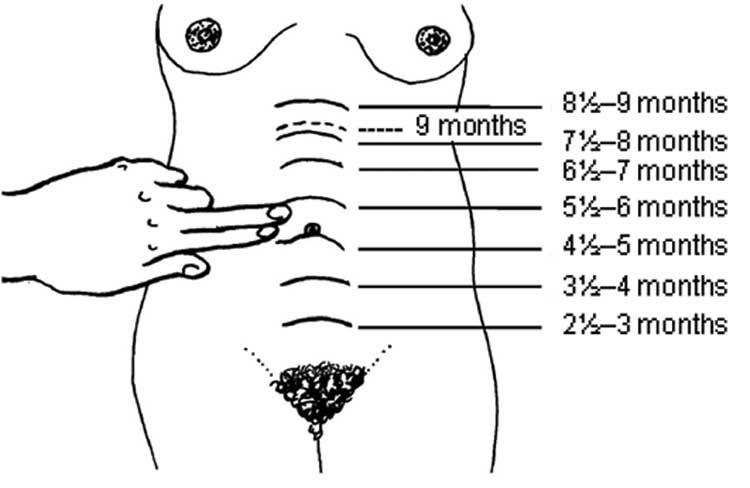 8½–9 months
9 months
7½–8 months
6½–7 months
5½–6 months
4½–5 months
3½–4 months
2½–3 months